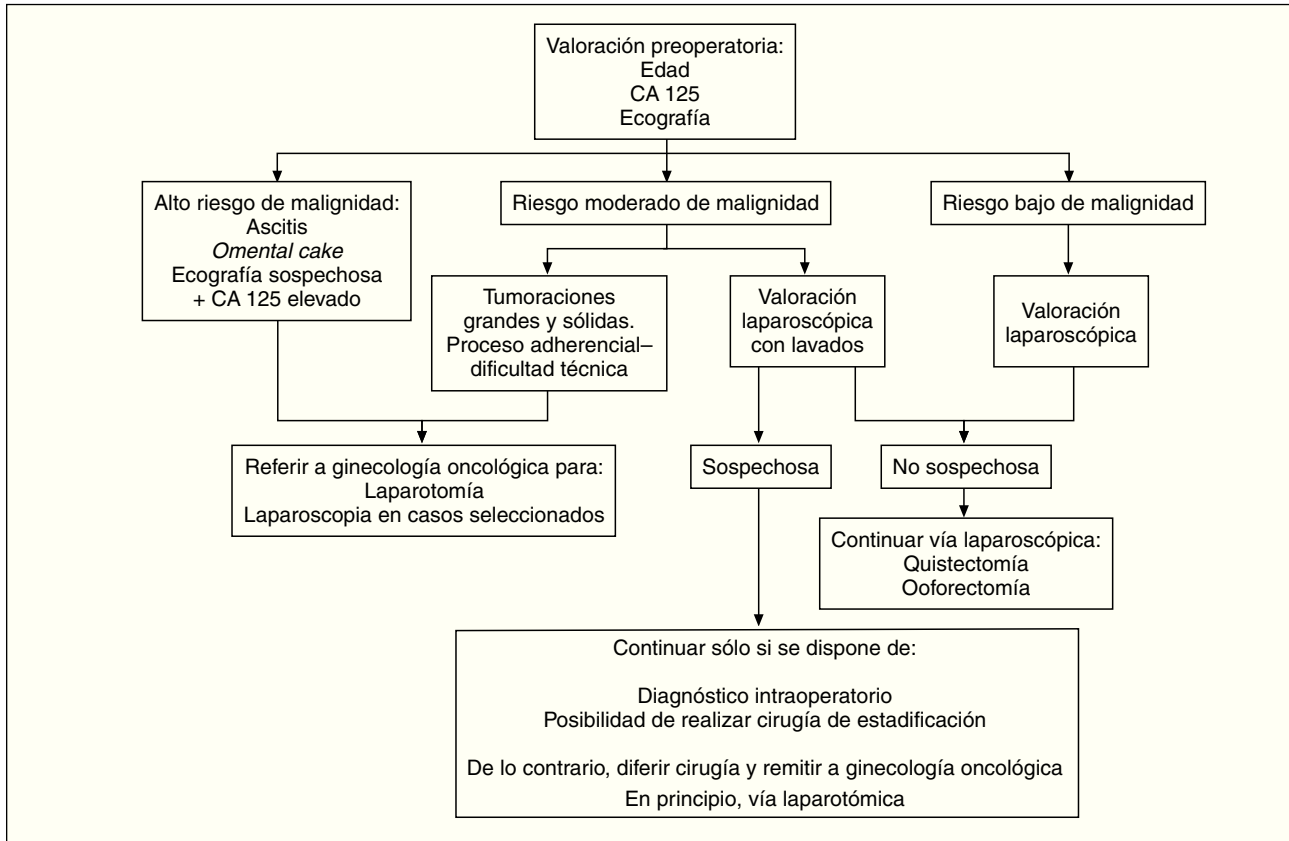 Valoración preoperatoria:
Edad
CA 125
Ecografía
Alto riesgo de malignidad:
Ascitis
Omental cake
Ecografía sospechosa
+ CA 125 elevado
Riesgo moderado de malignidad
Riesgo bajo de malignidad
Tumoraciones
grandes y sólidas.
Proceso adherencial–
dificultad técnica
Valoración
laparoscópica
con lavados
Valoración
laparoscópica
Referir a ginecología oncológica para:
Laparotomía
Laparoscopia en casos seleccionados
Sospechosa
No sospechosa
Continuar vía laparoscópica:
Quistectomía
Ooforectomía
Continuar sólo si se dispone de:
Diagnóstico intraoperatorio
Posibilidad de realizar cirugía de estadificación
De lo contrario, diferir cirugía y remitir a ginecología oncológica
En principio, vía laparotómica